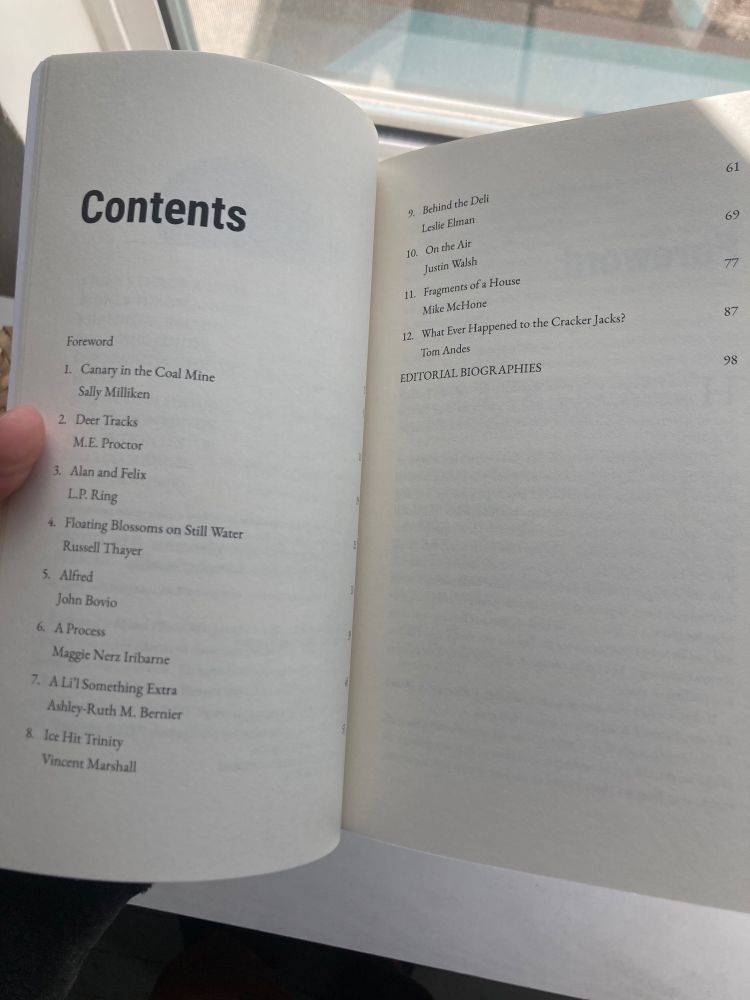 Contents
Foreword
1. Canary in the Coal Mine
Sally Milliken
2. Deer Tracks
M.E. Proctor
3. Alan and Felix
L.P. Ring
4. Floating Blossoms on Still Water
Russell Thayer
5. Alfred
John Bovio
6. A Process
Maggie Nerz Iribarne
7. A Li'l Something Extra
Ashley-Ruth M. Bernier
8. Ice Hit Trinity
Vincent Marshall
9. Behind the Deli 61
Leslie Elman
10. On the Air 69
Justin Walsh
11. Fragments of a House 77
Mike McHone
12. What Ever Happened to the Cracker Jacks? 87
Tom Andes
EDITORIAL BIOGRAPHIES 98